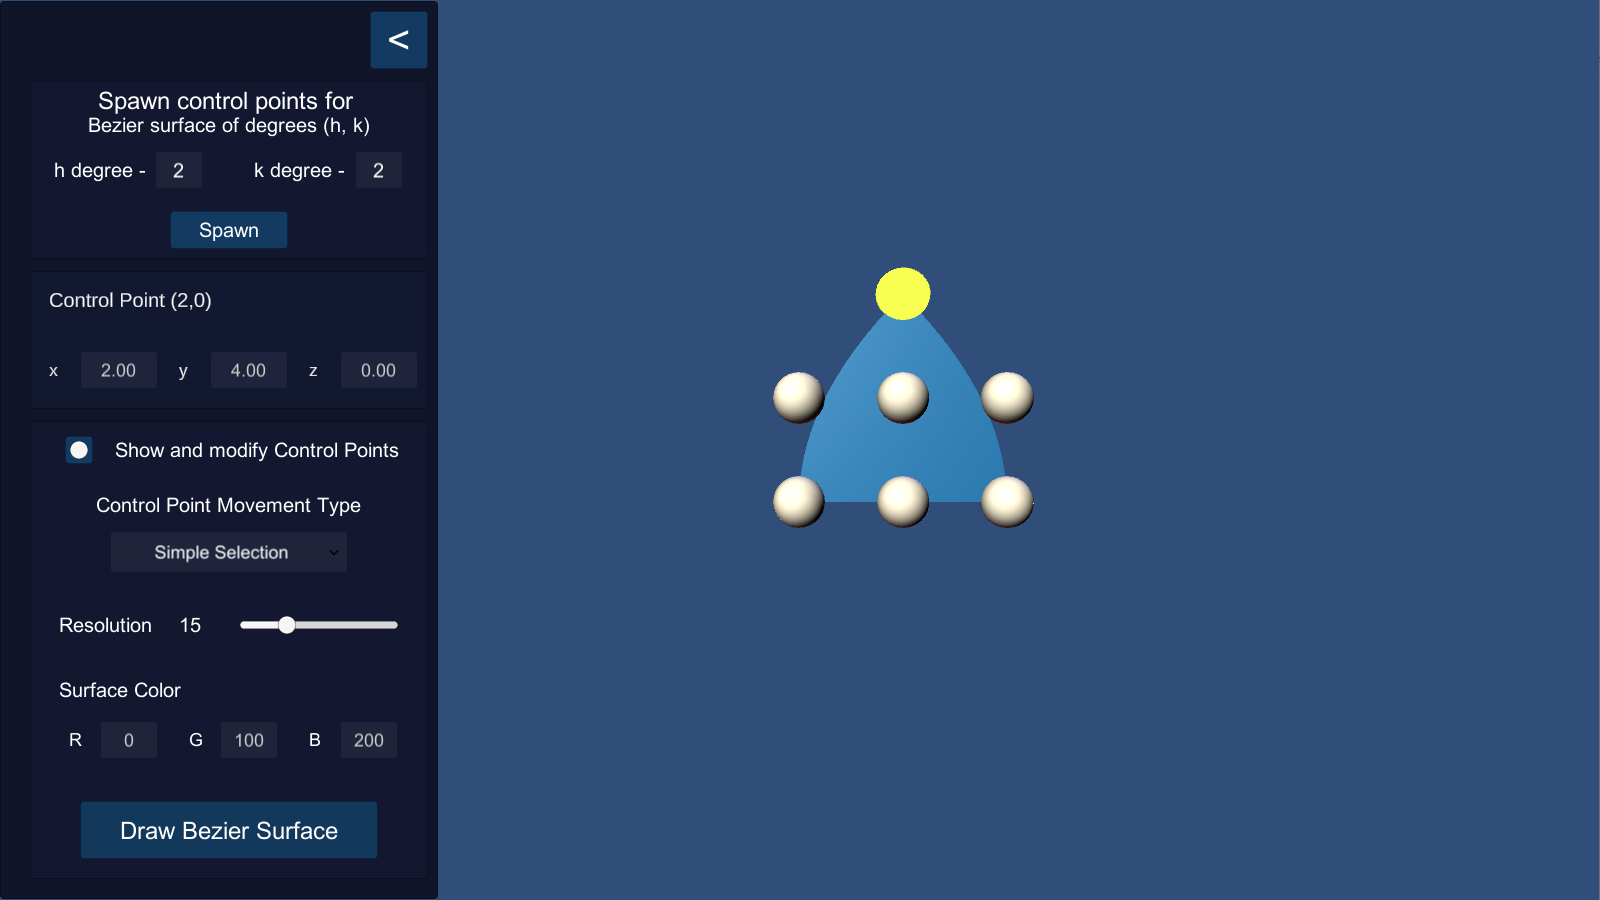 <
Spawn control points for
Bezier surface of degrees (h, k)
h degree - 2 k degree - 2
Spawn
Control Point (2,0)
x 2.00 y 4.00 z 0.00
Show and modify Control Points
Control Point Movement Type
Simple Selection
Resolution 15
Surface Color
R 0 G 100 B 200
Draw Bezier Surface